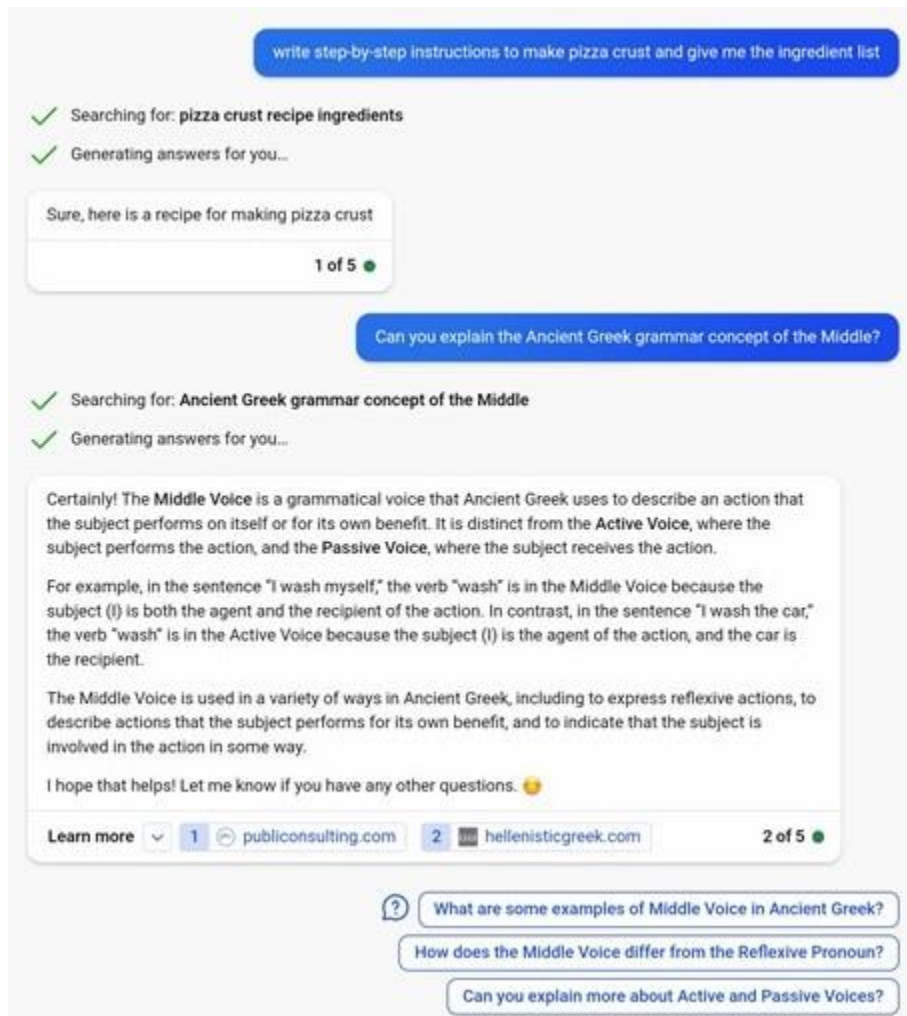 write step-by-step instructions to make pizza crust and give me the ingredient list
Searching for: pizza crust recipe ingredients
Generating answers for you...
Sure, here is a recipe for making pizza crust
1 of 5
Can you explain the Ancient Greek grammar concept of the Middle?
Searching for: Ancient Greek grammar concept of the Middle
Generating answers for you...
Certainly! The Middle Voice is a grammatical voice that Ancient Greek uses to describe an action that
the subject performs on itself or for its own benefit. It is distinct from the Active Voice, where the
subject performs the action, and the Passive Voice, where the subject receives the action.
For example, in the sentence "I wash myself," the verb "wash" is in the Middle Voice because the
subject (I) is both the agent and the recipient of the action. In contrast, in the sentence "I wash the car,"
the verb "wash" is in the Active Voice because the subject (I) is the agent of the action, and the car is
the recipient.
The Middle Voice is used in a variety of ways in Ancient Greek, including to express reflexive actions, to
describe actions that the subject performs for its own benefit, and to indicate that the subject is
involved in the action in some way.
I hope that helps! Let me know if you have any other questions. 😊
Learn more 1 publiconsulting.com 2 hellenisticgreek.com 2 of 5
What are some examples of Middle Voice in Ancient Greek?
How does the Middle Voice differ from the Reflexive Pronoun?
Can you explain more about Active and Passive Voices?